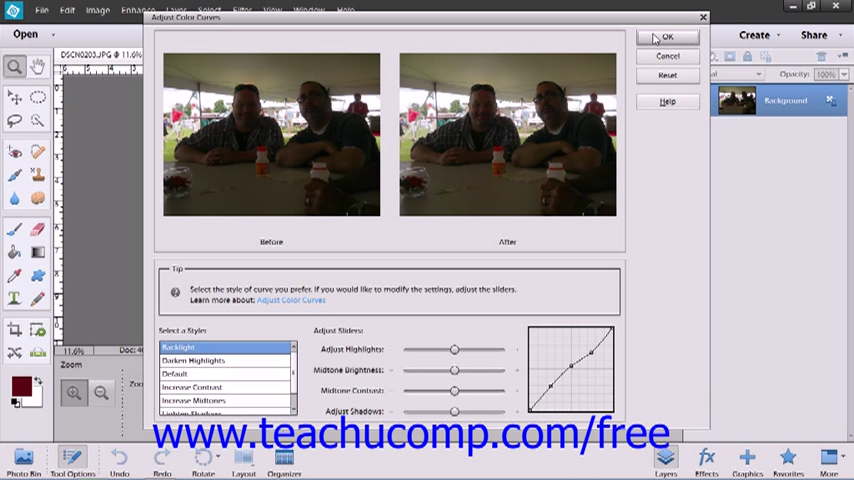 File Edit Image Enhance Layer Select Filter View Window Help
Adjust Color Curves
Open
Create
Share
DSCN0203.JPG @ 11.6%
OK
Cancel
Reset
Help
Opacity: 100%
Background
Before
After
Tip
Select the style of curve you prefer. If you would like to modify the settings, adjust the sliders.
Learn more about: Adjust Color Curves
Select a Style:
Adjust Sliders:
Backlight
Darken Highlights
Default
Increase Contrast
Increase Midtones
Lighten Shadows
Adjust Highlights:
Midtone Brightness:
Midtone Contrast:
Adjust Shadows:
11.6%
Doc:
Zoom
www.teachucomp.com/free
Photo Bin
Tool Options
Undo
Redo
Rotate
Layout
Organizer
Layers
Effects
Graphics
Favorites
More